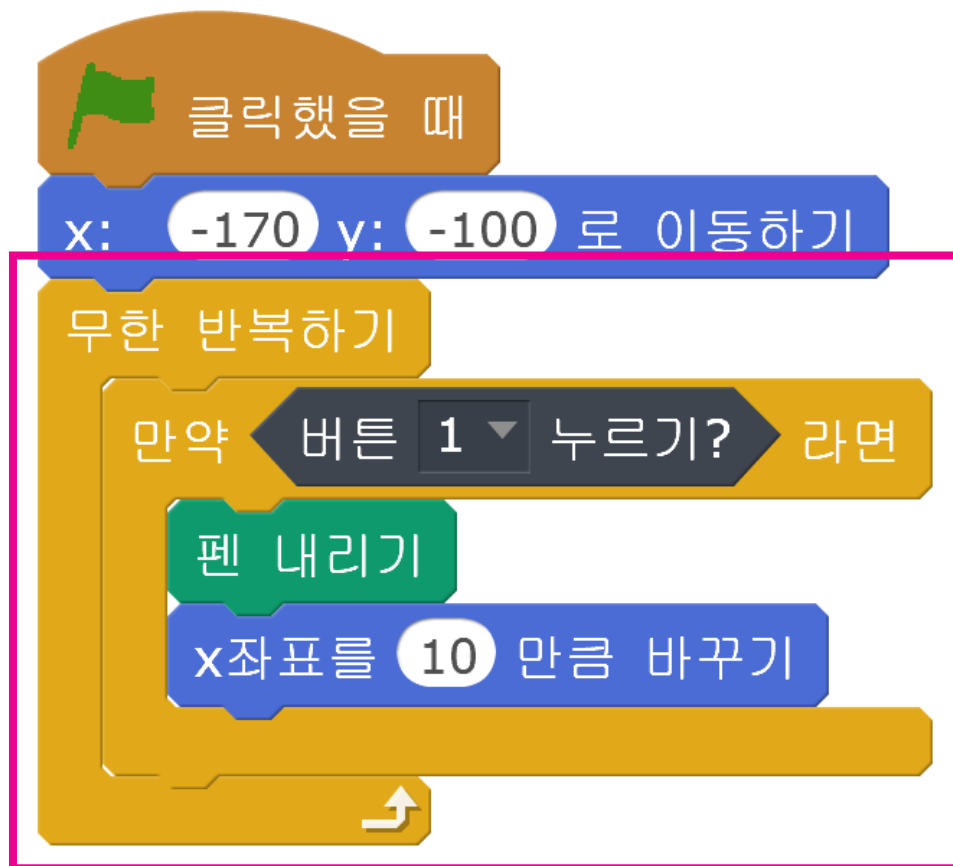 클릭했을 때
x: -170 y: -100 로 이동하기
무한 반복하기
만약 버튼 1 누르기? 라면
펜 내리기
x좌표를 10 만큼 바꾸기